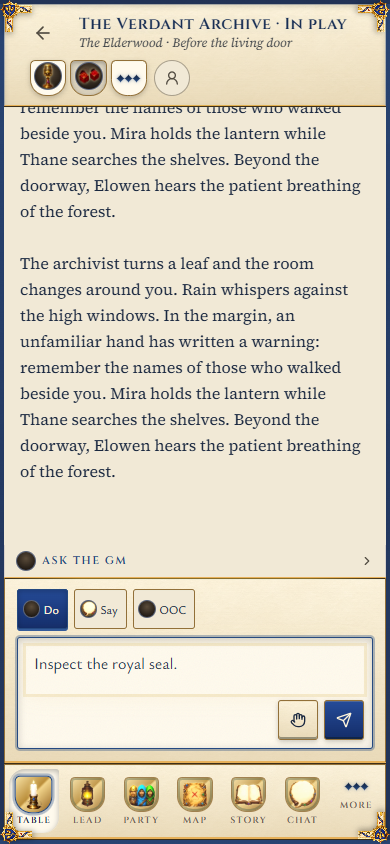 The Verdant Archive · In play
The Elderwood · Before the living door
remember the names of those who walked
beside you. Mira holds the lantern while
Thane searches the shelves. Beyond the
doorway, Elowen hears the patient breathing
of the forest.
The archivist turns a leaf and the room
changes around you. Rain whispers against
the high windows. In the margin, an
unfamiliar hand has written a warning:
remember the names of those who walked
beside you. Mira holds the lantern while
Thane searches the shelves. Beyond the
doorway, Elowen hears the patient breathing
of the forest.
ASK THE GM
Do Say OOC
Inspect the royal seal.
TABLE LEAD PARTY MAP STORY CHAT MORE